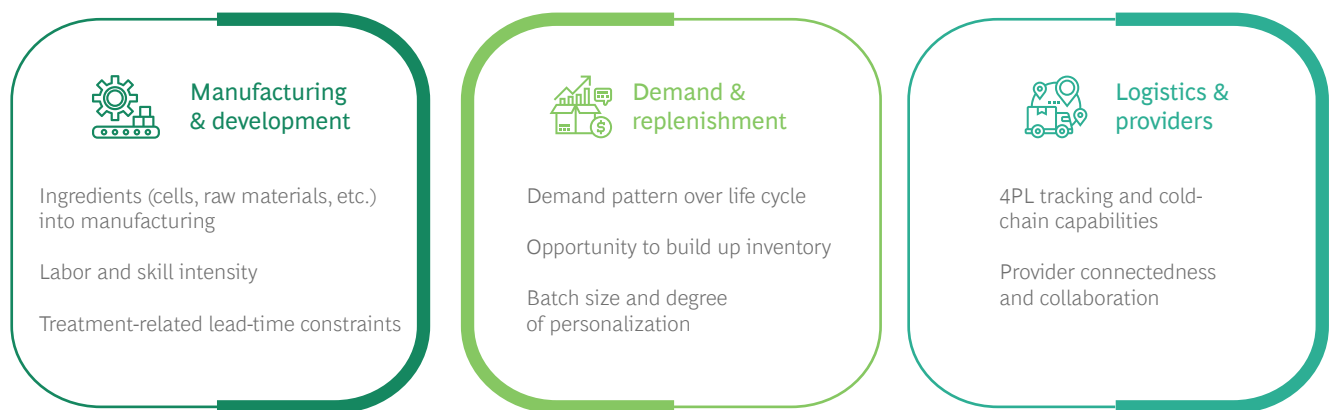 Manufacturing
& development
Ingredients (cells, raw materials, etc.)
into manufacturing
Labor and skill intensity
Treatment-related lead-time constraints
Demand &
replenishment
Demand pattern over life cycle
Opportunity to build up inventory
Batch size and degree
of personalization
Logistics &
providers
4PL tracking and cold-
chain capabilities
Provider connectedness
and collaboration